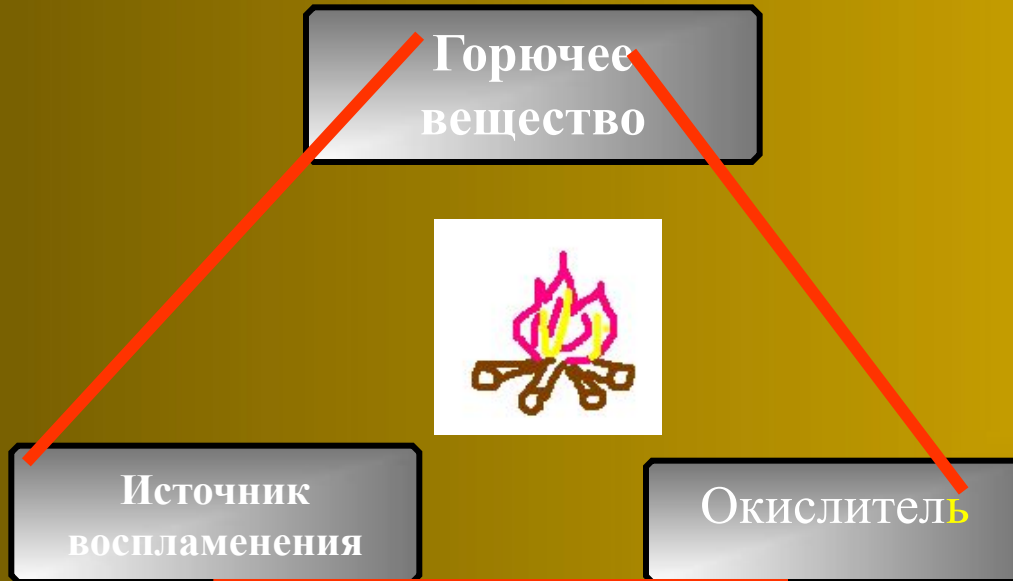 Горючее
вещество
Источник
воспламенения
Окислитель